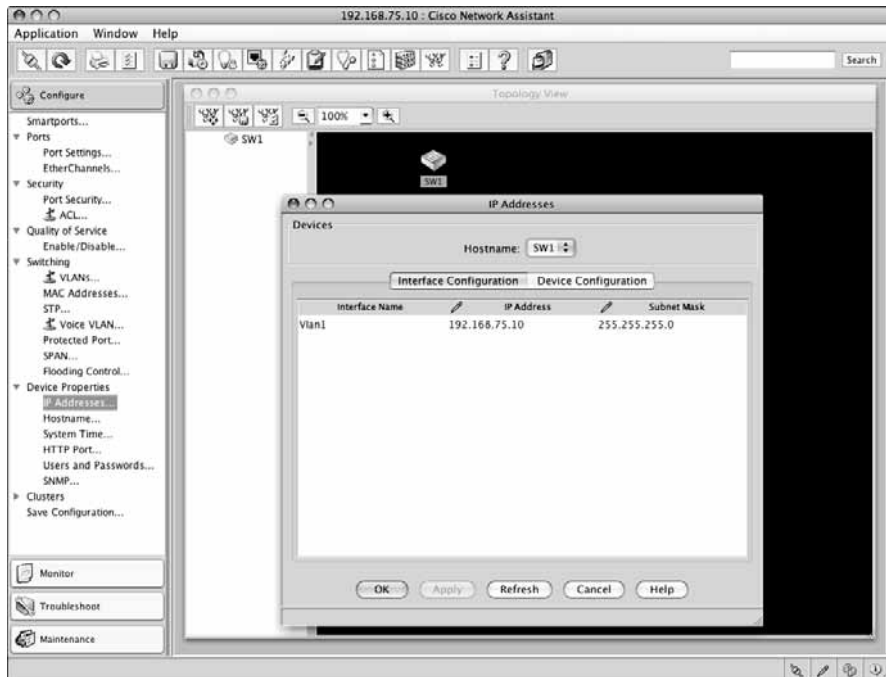 192.168.75.10 : Cisco Network Assistant
Application Window Help
Search
Configure
Smartports...
Ports
Port Settings...
EtherChannels...
Security
Port Security...
ACL...
Quality of Service
Enable/Disable...
Switching
VLANs...
MAC Addresses...
STP...
Voice VLAN...
Protected Port...
SPAN...
Flooding Control...
Device Properties
IP Addresses...
Hostname...
System Time...
HTTP Port...
Users and Passwords...
SNMP...
Clusters
Save Configuration...
Monitor
Troubleshoot
Maintenance
Topology View
100%
SW1
SW1
IP Addresses
Devices
Hostname: SW1
Interface Configuration Device Configuration
Interface Name IP Address Subnet Mask
Vlan1 192.168.75.10 255.255.255.0
OK Apply Refresh Cancel Help